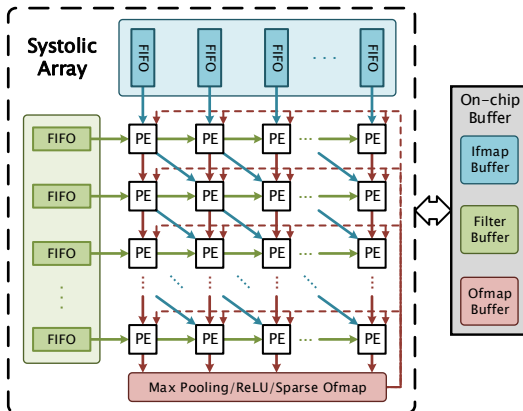 Systolic
Array
FIFO FIFO FIFO ... FIFO
On-chip
Buffer
Ifmap
Buffer
Filter
Buffer
Ofmap
Buffer
FIFO PE PE PE ... PE
FIFO PE PE PE ... PE
FIFO PE PE PE ... PE
FIFO PE PE PE ... PE
Max Pooling/ReLU/Sparse Ofmap